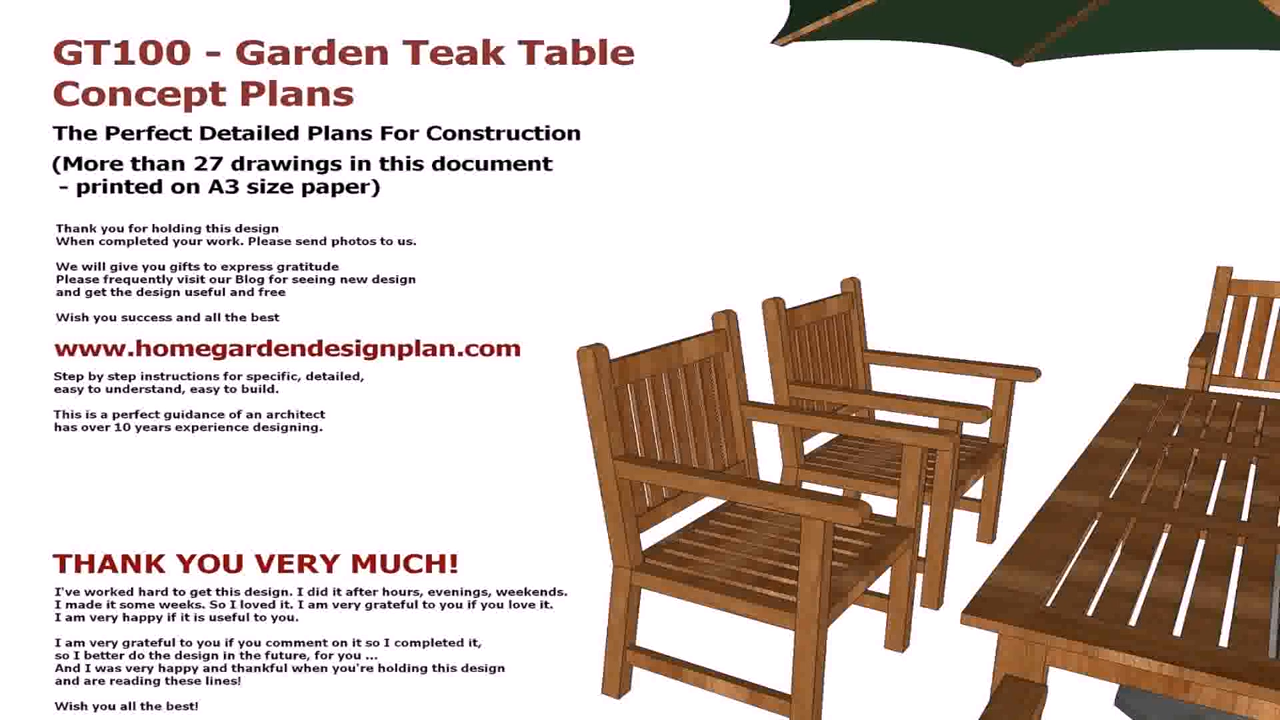 GT100 - Garden Teak Table
Concept Plans
The Perfect Detailed Plans For Construction
(More than 27 drawings in this document
- printed on A3 size paper)
Thank you for holding this design
When completed your work. Please send photos to us.
We will give you gifts to express gratitude
Please frequently visit our Blog for seeing new design
and get the design useful and free
Wish you success and all the best
www.homegardendesignplan.com
Step by step instructions for specific, detailed,
easy to understand, easy to build.
This is a perfect guidance of an architect
has over 10 years experience designing.
THANK YOU VERY MUCH!
I've worked hard to get this design. I did it after hours, evenings, weekends.
I made it some weeks. So I loved it. I am very grateful to you if you love it.
I am very happy if it is useful to you.
I am very grateful to you if you comment on it so I completed it,
so I better do the design in the future, for you ...
And I was very happy and thankful when you're holding this design
and are reading these lines!
Wish you all the best!